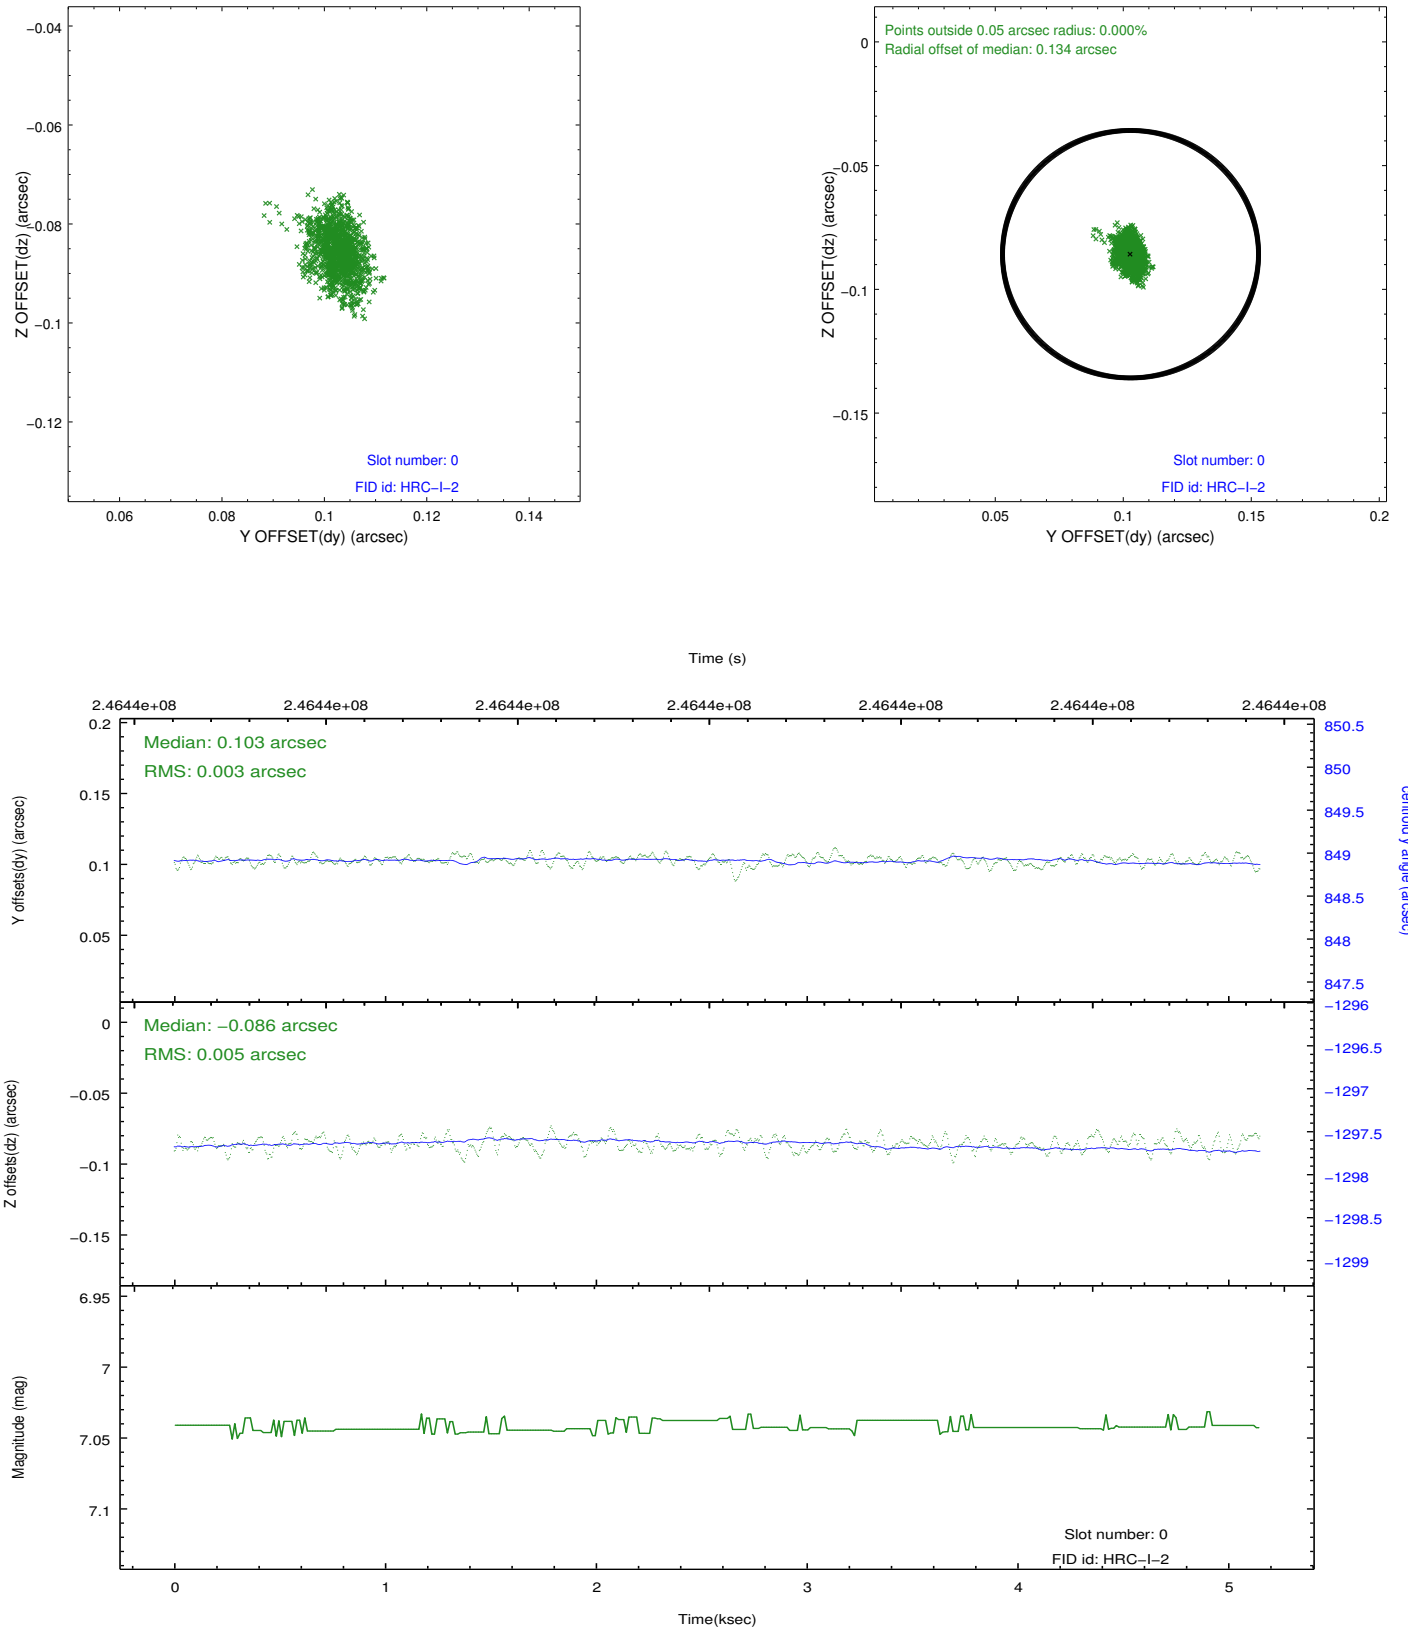 −0.04
−0.06
−0.08
−0.1
−0.12
Z OFFSET(dz) (arcsec)
0.06 0.08 0.1 0.12 0.14
Y OFFSET(dy) (arcsec)
Slot number: 0
FID id: HRC−I−2
Points outside 0.05 arcsec radius: 0.000%
Radial offset of median: 0.134 arcsec
0
−0.05
−0.1
−0.15
Z OFFSET(dz) (arcsec)
0.05 0.1 0.15 0.2
Y OFFSET(dy) (arcsec)
Slot number: 0
FID id: HRC−I−2
Time (s)
2.4644e+08 2.4644e+08 2.4644e+08 2.4644e+08 2.4644e+08 2.4644e+08 2.4644e+08
Median: 0.103 arcsec
RMS: 0.003 arcsec
0.2
0.15
0.1
0.05
Y offsets(dy) (arcsec)
850.5
850
849.5
849
848.5
848
847.5
centroid y angle (arcsec)
Median: −0.086 arcsec
RMS: 0.005 arcsec
0
−0.05
−0.1
−0.15
Z offsets(dz) (arcsec)
−1296
−1296.5
−1297
−1297.5
−1298
−1298.5
−1299
6.95
7
7.05
7.1
Magnitude (mag)
Slot number: 0
FID id: HRC−I−2
0 1 2 3 4 5
Time(ksec)